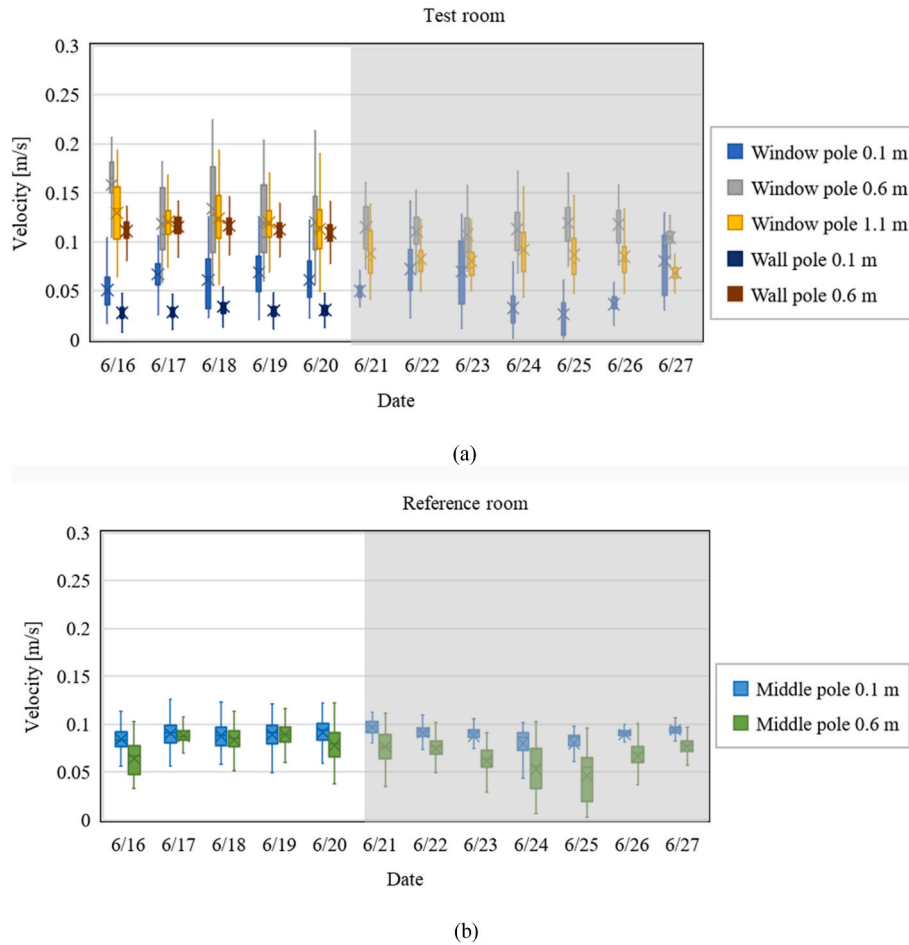 Test room
0.3
0.25
0.2
0.15
0.1
0.05
0
Velocity [m/s]
6/16 6/17 6/18 6/19 6/20 6/21 6/22 6/23 6/24 6/25 6/26 6/27
Date
Window pole 0.1 m
Window pole 0.6 m
Window pole 1.1 m
Wall pole 0.1 m
Wall pole 0.6 m
(a)
Reference room
0.3
0.25
0.2
0.15
0.1
0.05
0
Velocity [m/s]
6/16 6/17 6/18 6/19 6/20 6/21 6/22 6/23 6/24 6/25 6/26 6/27
Date
Middle pole 0.1 m
Middle pole 0.6 m
(b)